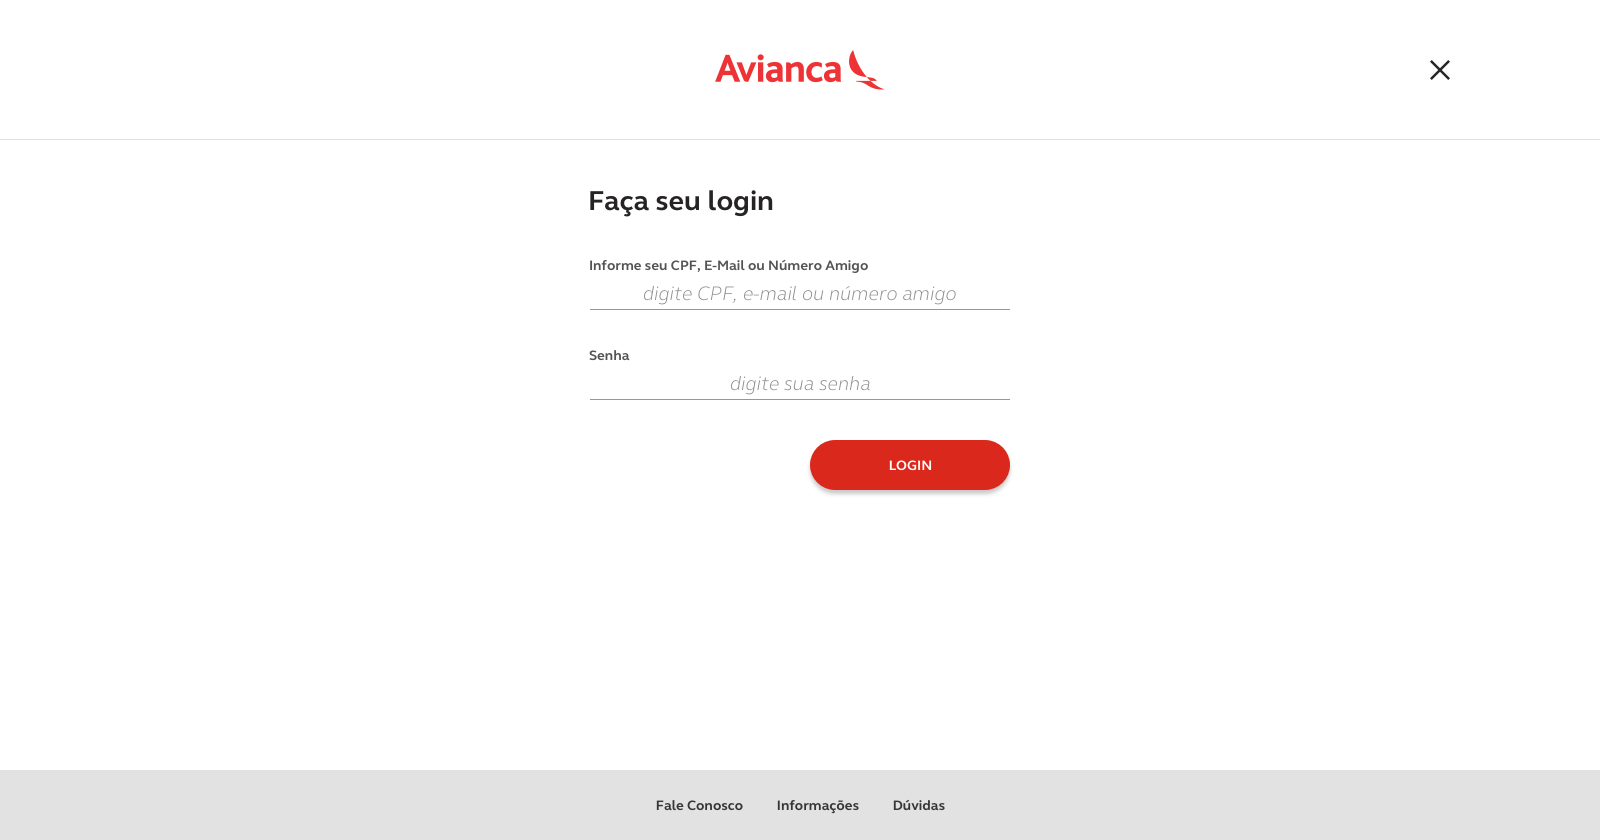 Avianca
Faça seu login
Informe seu CPF, E-Mail ou Número Amigo
digite CPF, e-mail ou número amigo
Senha
digite sua senha
LOGIN
Fale Conosco Informações Dúvidas